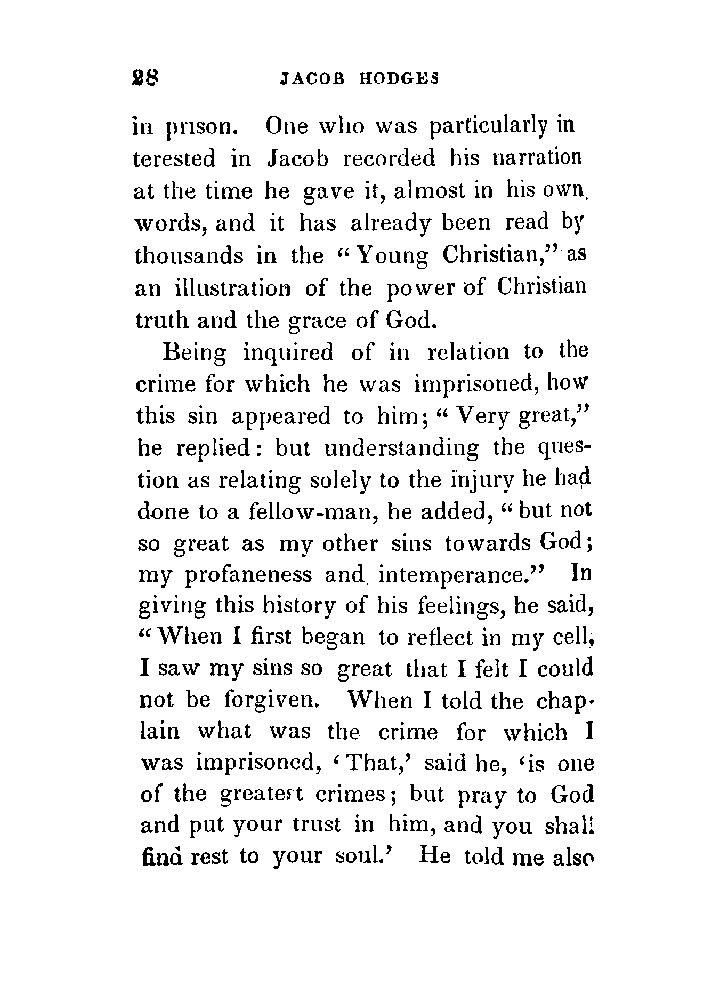 28 JACOB HODGES
in prison. One who was particularly in
terested in Jacob recorded his narration
at the time he gave it, almost in his own
words, and it has already been read by
thousands in the “Young Christian,” as
an illustration of the power of Christian
truth and the grace of God.
Being inquired of in relation to the
crime for which he was imprisoned, how
this sin appeared to him; “Very great,”
he replied: but understanding the ques-
tion as relating solely to the injury he had
done to a fellow-man, he added, “but not
so great as my other sins towards God;
my profaneness and intemperance.” In
giving this history of his feelings, he said,
“When I first began to reflect in my cell,
I saw my sins so great that I felt I could
not be forgiven. When I told the chap-
lain what was the crime for which I
was imprisoned, ‘That,’ said he, ‘is one
of the greatest crimes; but pray to God
and put your trust in him, and you shall
find rest to your soul.’ He told me also